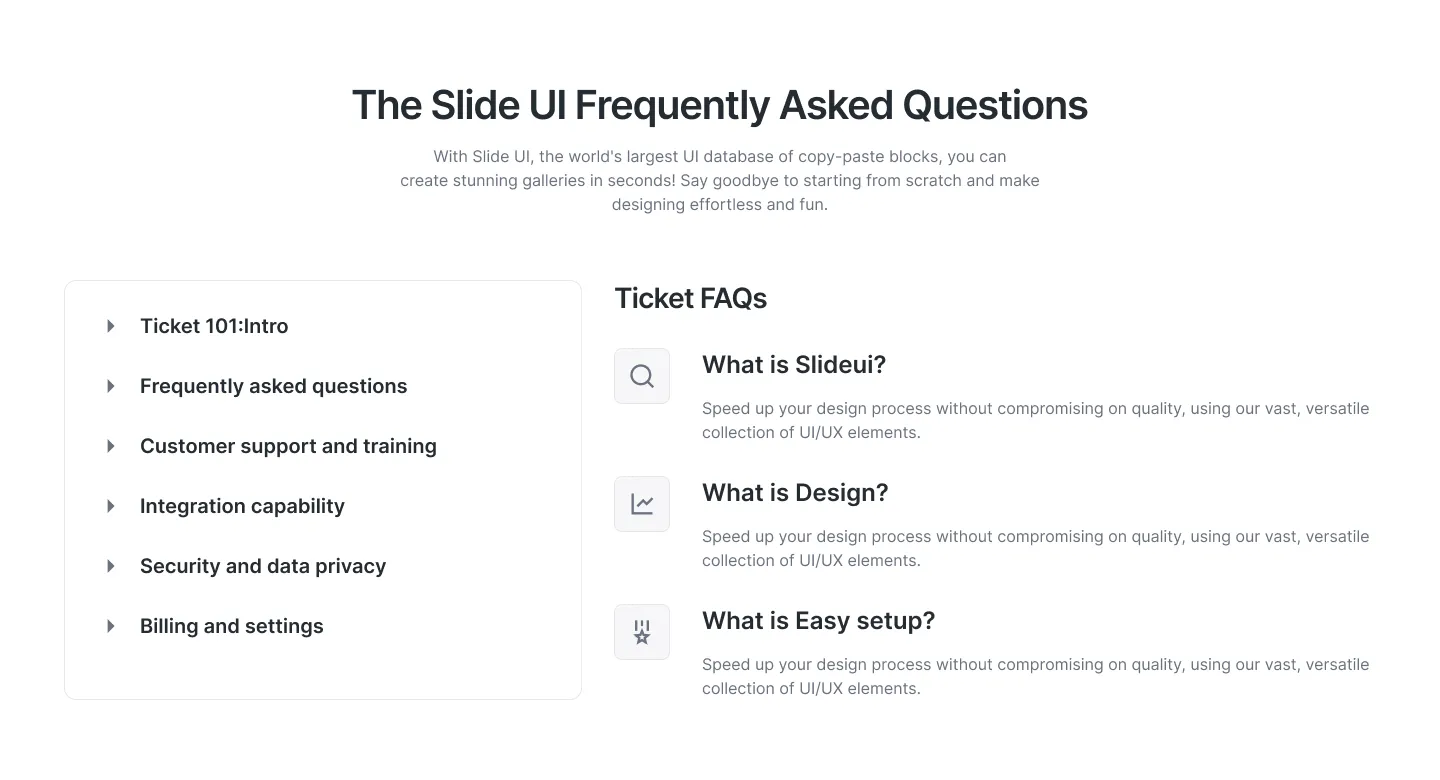 The Slide UI Frequently Asked Questions
With Slide UI, the world's largest UI database of copy-paste blocks, you can
create stunning galleries in seconds! Say goodbye to starting from scratch and make
designing effortless and fun.
Ticket 101:Intro
Frequently asked questions
Customer support and training
Integration capability
Security and data privacy
Billing and settings
Ticket FAQs
What is Slideui?
Speed up your design process without compromising on quality, using our vast, versatile
collection of UI/UX elements.
What is Design?
Speed up your design process without compromising on quality, using our vast, versatile
collection of UI/UX elements.
What is Easy setup?
Speed up your design process without compromising on quality, using our vast, versatile
collection of UI/UX elements.